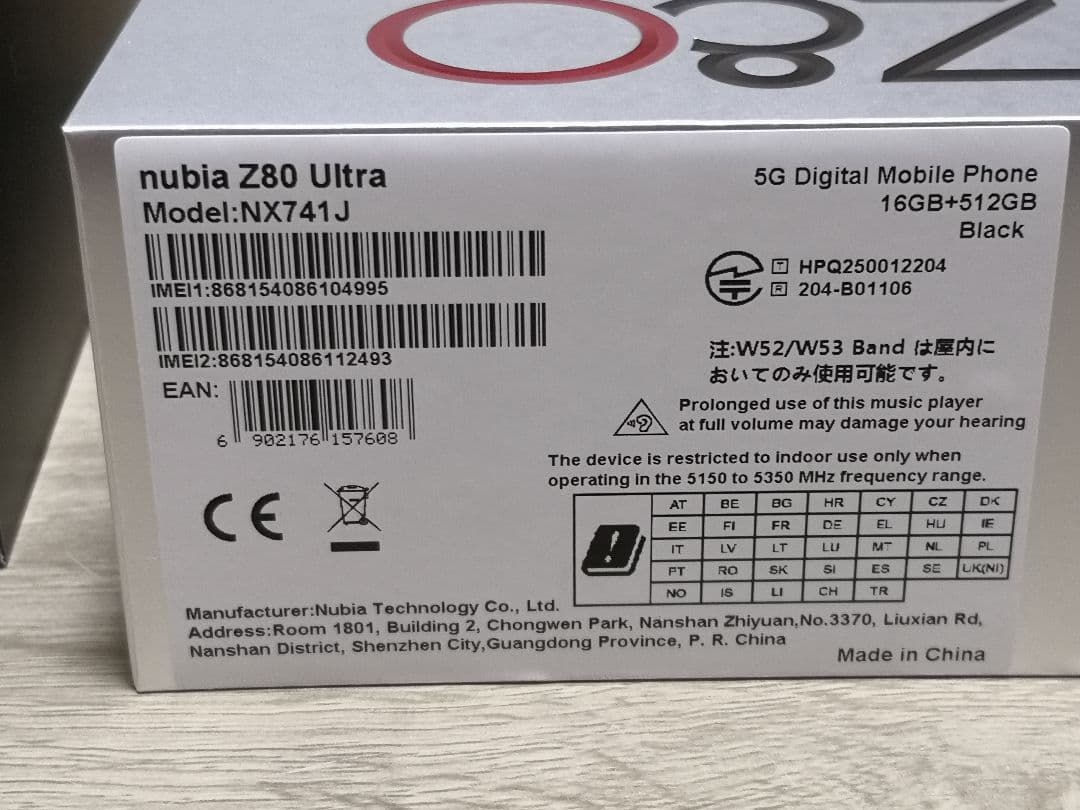 Z80
nubia Z80 Ultra
Model:NX741J
IMEI1:868154086104995
IMEI2:868154086112493
EAN:
6 902176 157608
CE
5G Digital Mobile Phone
16GB+512GB
Black
T HPQ250012204
R 204-B01106
注:W52/W53 Band は屋内に
おいてのみ使用可能です。
Prolonged use of this music player
at full volume may damage your hearing
The device is restricted to indoor use only when
operating in the 5150 to 5350 MHz frequency range.
AT BE BG HR CY CZ DK
EE FI FR DE EL HU IE
IT LV LT LU MT NL PL
PT RO SK SI ES SE UK(NI)
NO IS LI CH TR
Manufacturer:Nubia Technology Co., Ltd.
Address:Room 1801, Building 2, Chongwen Park, Nanshan Zhiyuan,No.3370, Liuxian Rd,
Nanshan District, Shenzhen City,Guangdong Province, P. R. China
Made in China